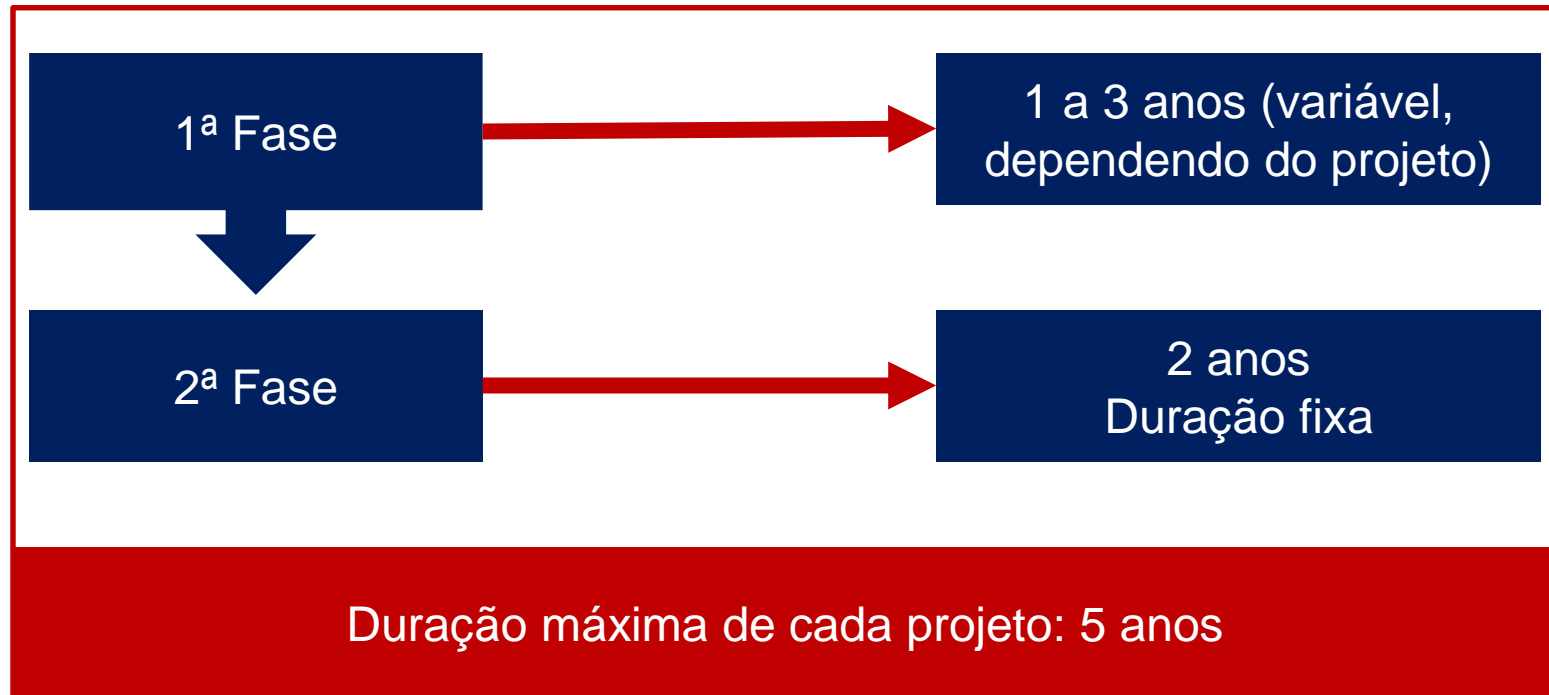 1ª Fase
1 a 3 anos (variável,
dependendo do projeto)
2ª Fase
2 anos
Duração fixa
Duração máxima de cada projeto: 5 anos